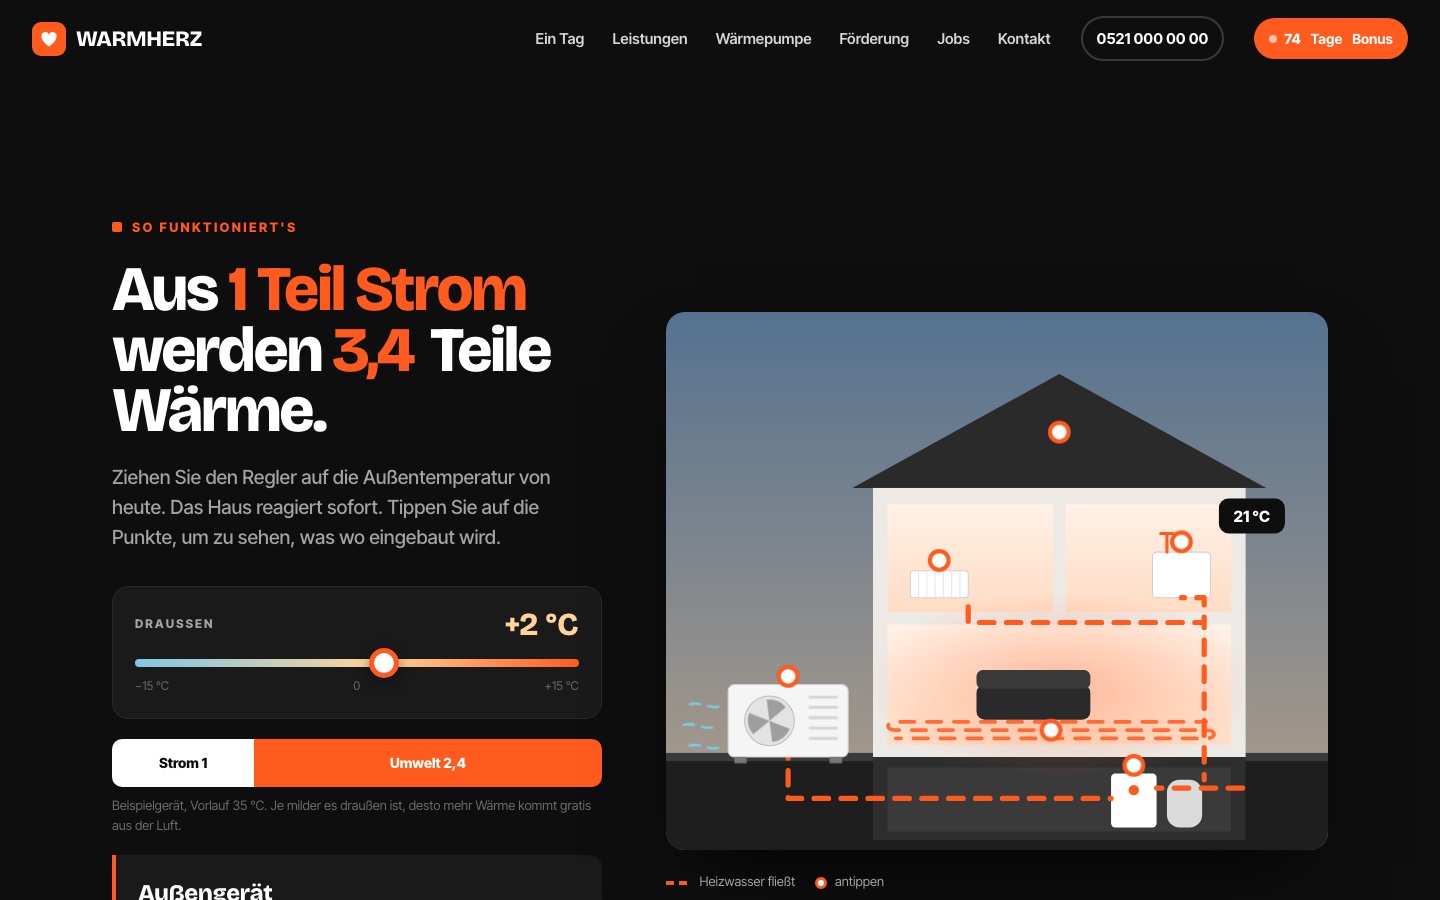 WARMHERZ
Ein Tag
Leistungen
Wärmepumpe
Förderung
Jobs
Kontakt
0521 000 00 00
74 Tage Bonus
SO FUNKTIONIERT'S
Aus 1 Teil Strom
werden 3,4 Teile
Wärme.
Ziehen Sie den Regler auf die Außentemperatur von
heute. Das Haus reagiert sofort. Tippen Sie auf die
Punkte, um zu sehen, was wo eingebaut wird.
DRAUSSEN
+2 °C
−15 °C
0
+15 °C
Strom 1
Umwelt 2,4
Beispielgerät, Vorlauf 35 °C. Je milder es draußen ist, desto mehr Wärme kommt gratis
aus der Luft.
Außengerät
21 °C
Heizwasser fließt
antippen